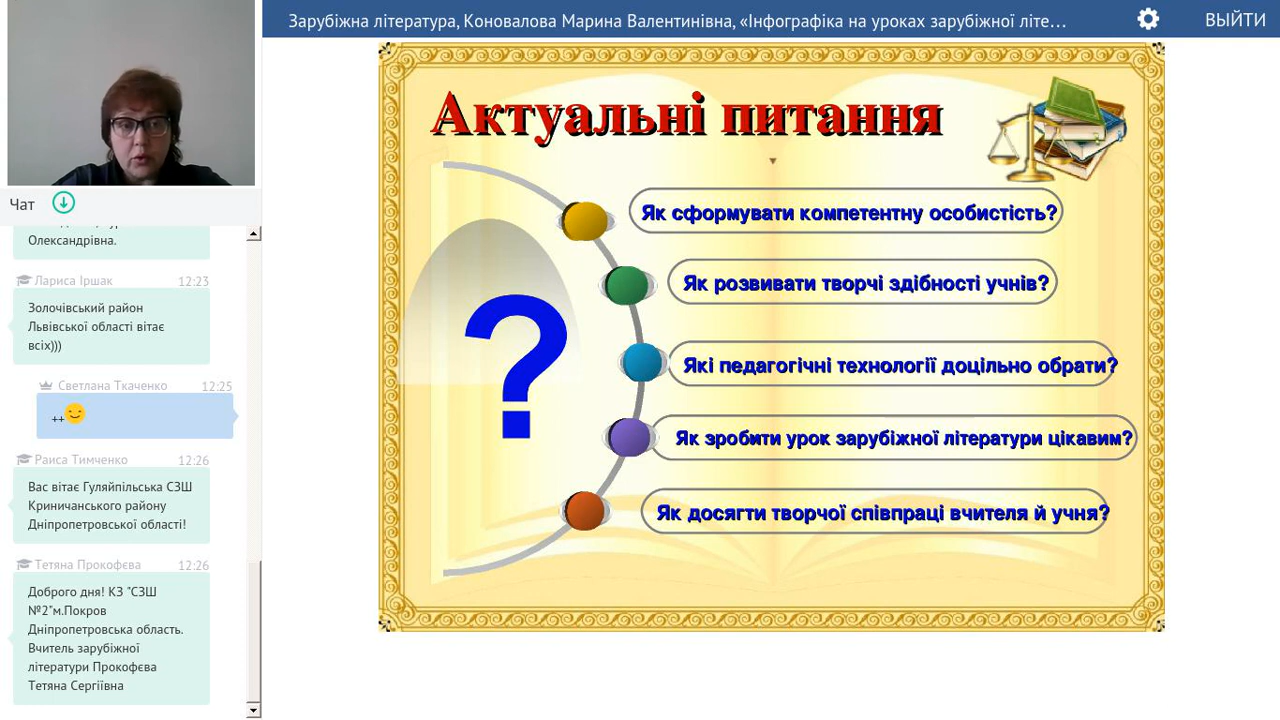 Зарубіжна література, Коновалова Марина Валентинівна, «Інфографіка на уроках зарубіжної літе...
ВЫЙТИ
Чат
Олександрівна.
Лариса Іршак 12:23
Золочівський район
Львівської області вітає
всіх)))
Светлана Ткаченко 12:25
++
Раиса Тимченко 12:26
Вас вітає Гуляйпільська СЗШ
Криничанського району
Дніпропетровської області!
Тетяна Прокофєва 12:26
Доброго дня! КЗ "СЗШ
№2"м.Покров
Дніпропетровська область.
Вчитель зарубіжної
літератури Прокофєва
Тетяна Сергіївна
Актуальні питання
?
Як сформувати компетентну особистість?
Як розвивати творчі здібності учнів?
Які педагогічні технології доцільно обрати?
Як зробити урок зарубіжної літератури цікавим?
Як досягти творчої співпраці вчителя й учня?